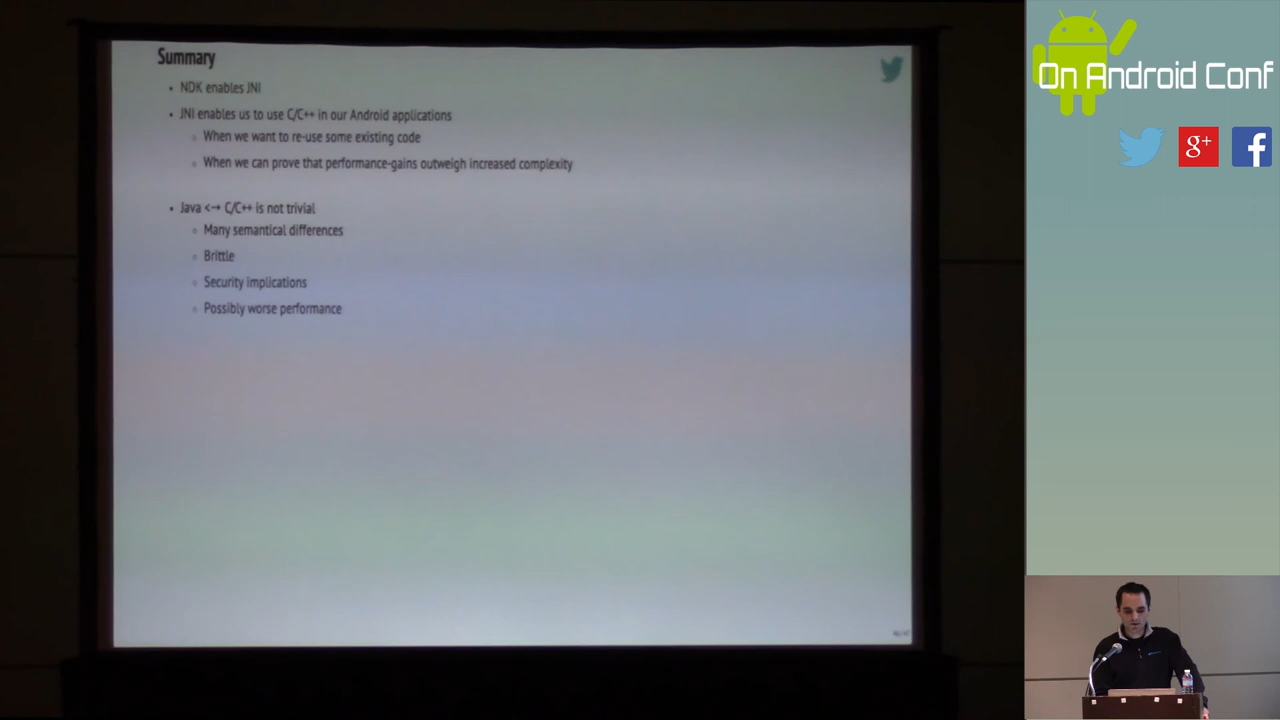 Summary
• NDK enables JNI
• JNI enables us to use C/C++ in our Android applications
○ When we want to re-use some existing code
○ When we can prove that performance-gains outweigh increased complexity
• Java <-→ C/C++ is not trivial
○ Many semantical differences
○ Brittle
○ Security implications
○ Possibly worse performance
On Android Conf
g+
f